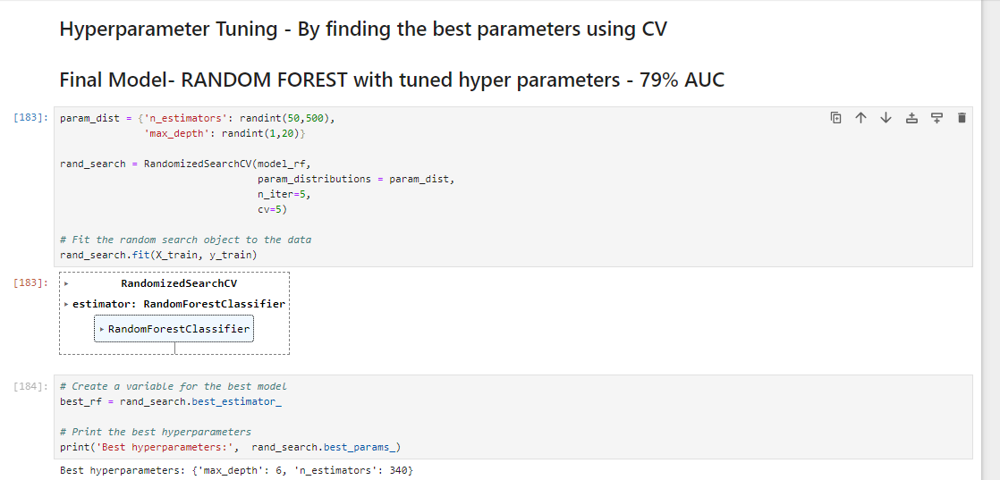 Hyperparameter Tuning - By finding the best parameters using CV
Final Model- RANDOM FOREST with tuned hyper parameters - 79% AUC
[183]:
param_dist = {'n_estimators': randint(50,500),
'max_depth': randint(1,20)}
rand_search = RandomizedSearchCV(model_rf,
param_distributions = param_dist,
n_iter=5,
cv=5)
# Fit the random search object to the data
rand_search.fit(X_train, y_train)
[183]:
RandomizedSearchCV
estimator: RandomForestClassifier
RandomForestClassifier
[184]:
# Create a variable for the best model
best_rf = rand_search.best_estimator_
# Print the best hyperparameters
print('Best hyperparameters:',  rand_search.best_params_)
Best hyperparameters: {'max_depth': 6, 'n_estimators': 340}